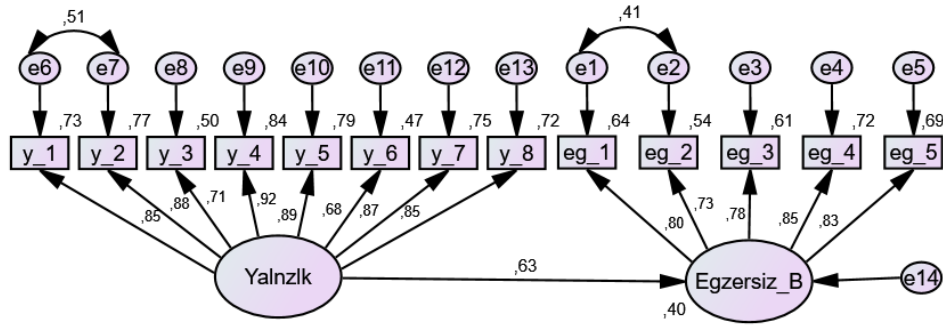 ,51 ,41
e6 e7 e8 e9 e10 e11 e12 e13 e1 e2 e3 e4 e5
,73 ,77 ,50 ,84 ,79 ,47 ,75 ,72 ,64 ,54 ,61 ,72 ,69
y_1 y_2 y_3 y_4 y_5 y_6 y_7 y_8 eg_1 eg_2 eg_3 eg_4 eg_5
,85 ,88 ,71 ,92 ,89 ,68 ,87 ,85 ,80 ,73 ,78 ,85 ,83
Yalnzlk ,63 Egzersiz_B e14
,40